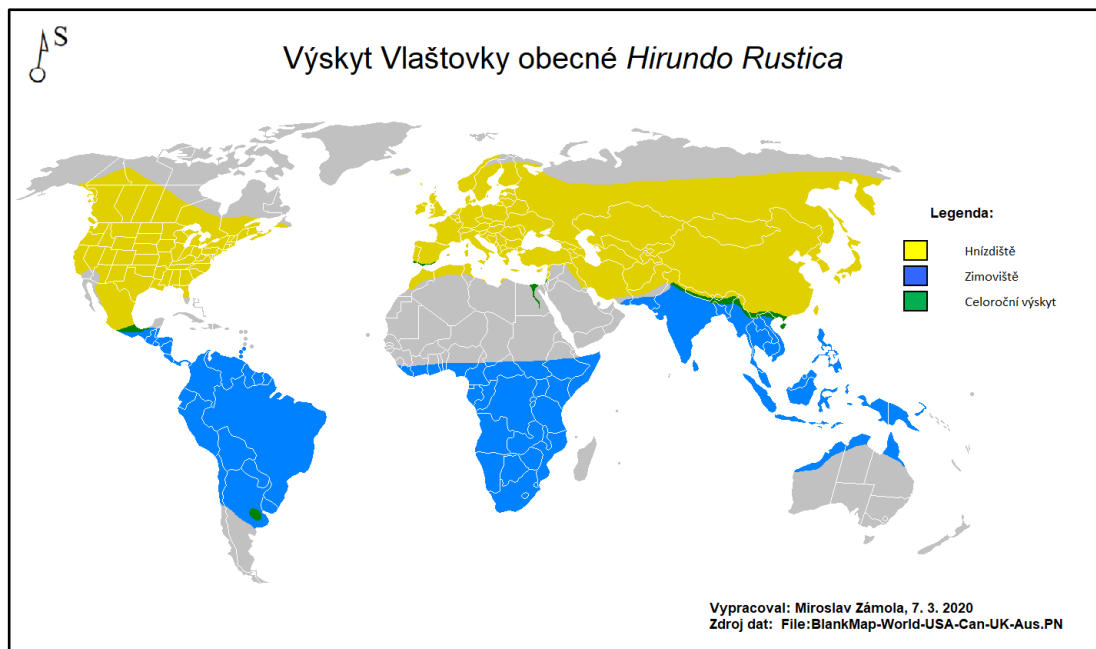 S
Výskyt Vlaštovky obecné Hirundo Rustica
Legenda:
Hnízdiště
Zimoviště
Celoroční výskyt
Vypracoval: Miroslav Zámola, 7. 3. 2020
Zdroj dat: File:BlankMap-World-USA-Can-UK-Aus.PN